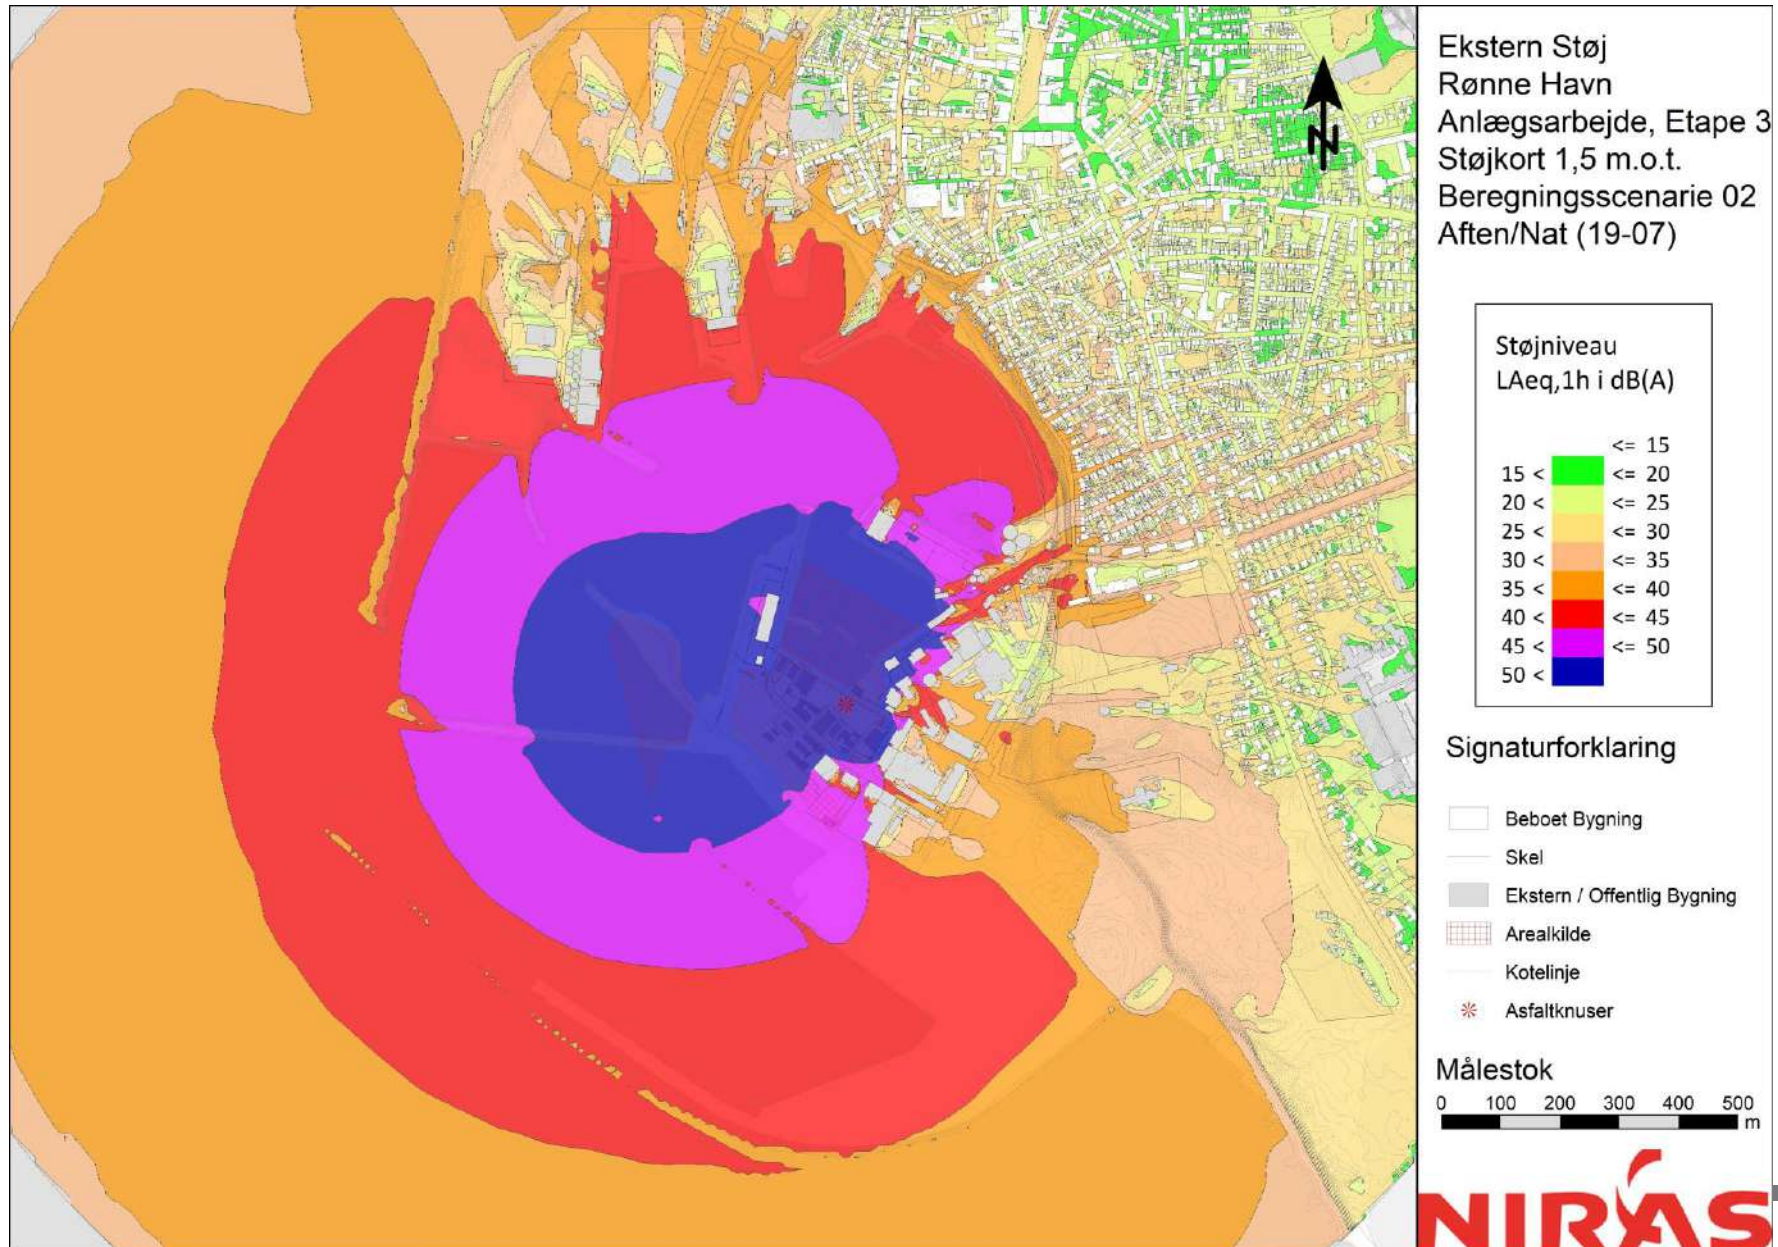 Ekstern Støj
Rønne Havn
Anlægsarbejde, Etape 3
Støjkort 1,5 m.o.t.
Beregningsscenarie 02
Aften/Nat (19-07)
N
Støjniveau
LAeq,1h i dB(A)
<= 15
15 < <= 20
20 < <= 25
25 < <= 30
30 < <= 35
35 < <= 40
40 < <= 45
45 < <= 50
50 <
Signaturforklaring
Beboet Bygning
Skel
Ekstern / Offentlig Bygning
Arealkilde
Kotelinje
Asfaltknuser
Målestok
0 100 200 300 400 500
m
NIRAS